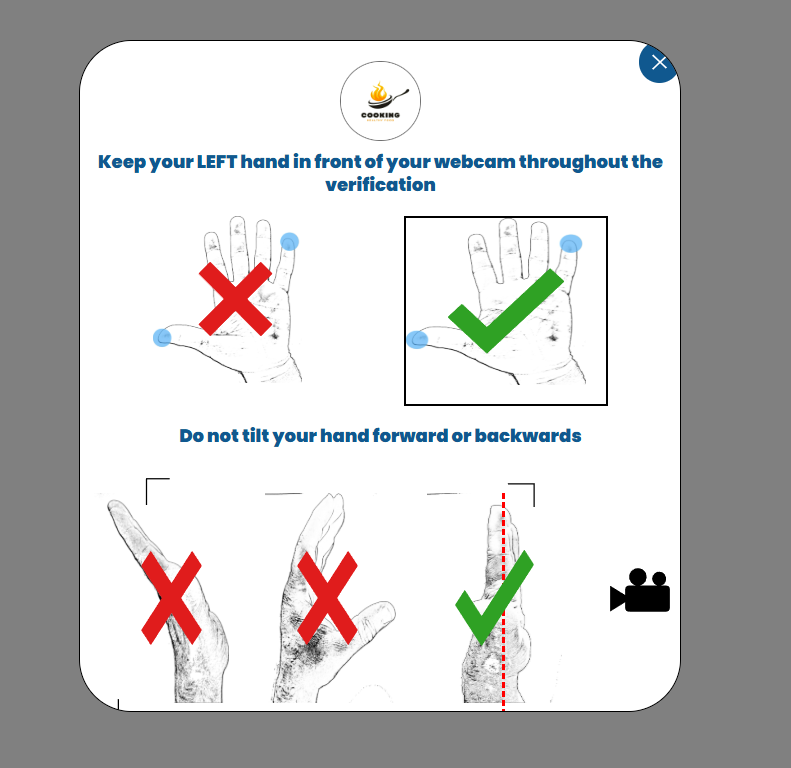 COOKING
Keep your LEFT hand in front of your webcam throughout the
verification
Do not tilt your hand forward or backwards